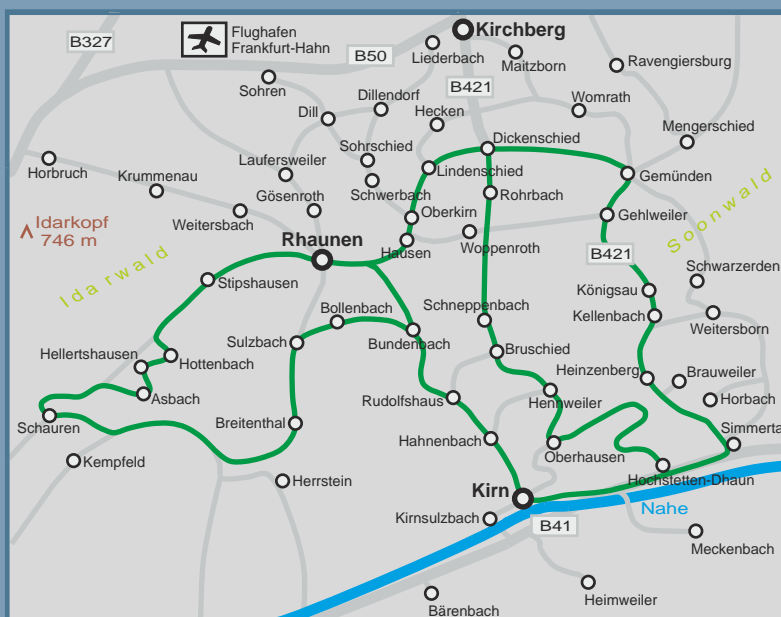 Flughafen
Frankfurt-Hahn
B327
B50
Kirchberg
Liederbach
Maitzborn
Ravengiersburg
Sohren
B421
Dillendorf
Dill
Hecken
Womrath
Mengerschied
Dickenschied
Sohrschied
Horbruch
Laufersweiler
Lindenschied
Gemünden
Krummenau
Schwerbach
Rohrbach
Gösenroth
Weitersbach
Oberkirn
Gehlweiler
Soonwald
Idarkopf
746 m
Rhaunen
Hausen
Woppenroth
B421
Idarwald
Schwarzerden
Stipshausen
Königsau
Bollenbach
Schneppenbach
Kellenbach
Weitersborn
Sulzbach
Bundenbach
Hellertshausen
Hottenbach
Bruschied
Heinzenberg
Brauweiler
Asbach
Rudolfshaus
Hennweiler
Horbach
Schauren
Breitenthal
Simmerta
Hahnenbach
Oberhausen
Kempfeld
Hochstetten-Dhaun
Herrstein
Kirn
Nahe
Kirnsulzbach
B41
Meckenbach
Heimweiler
Bärenbach